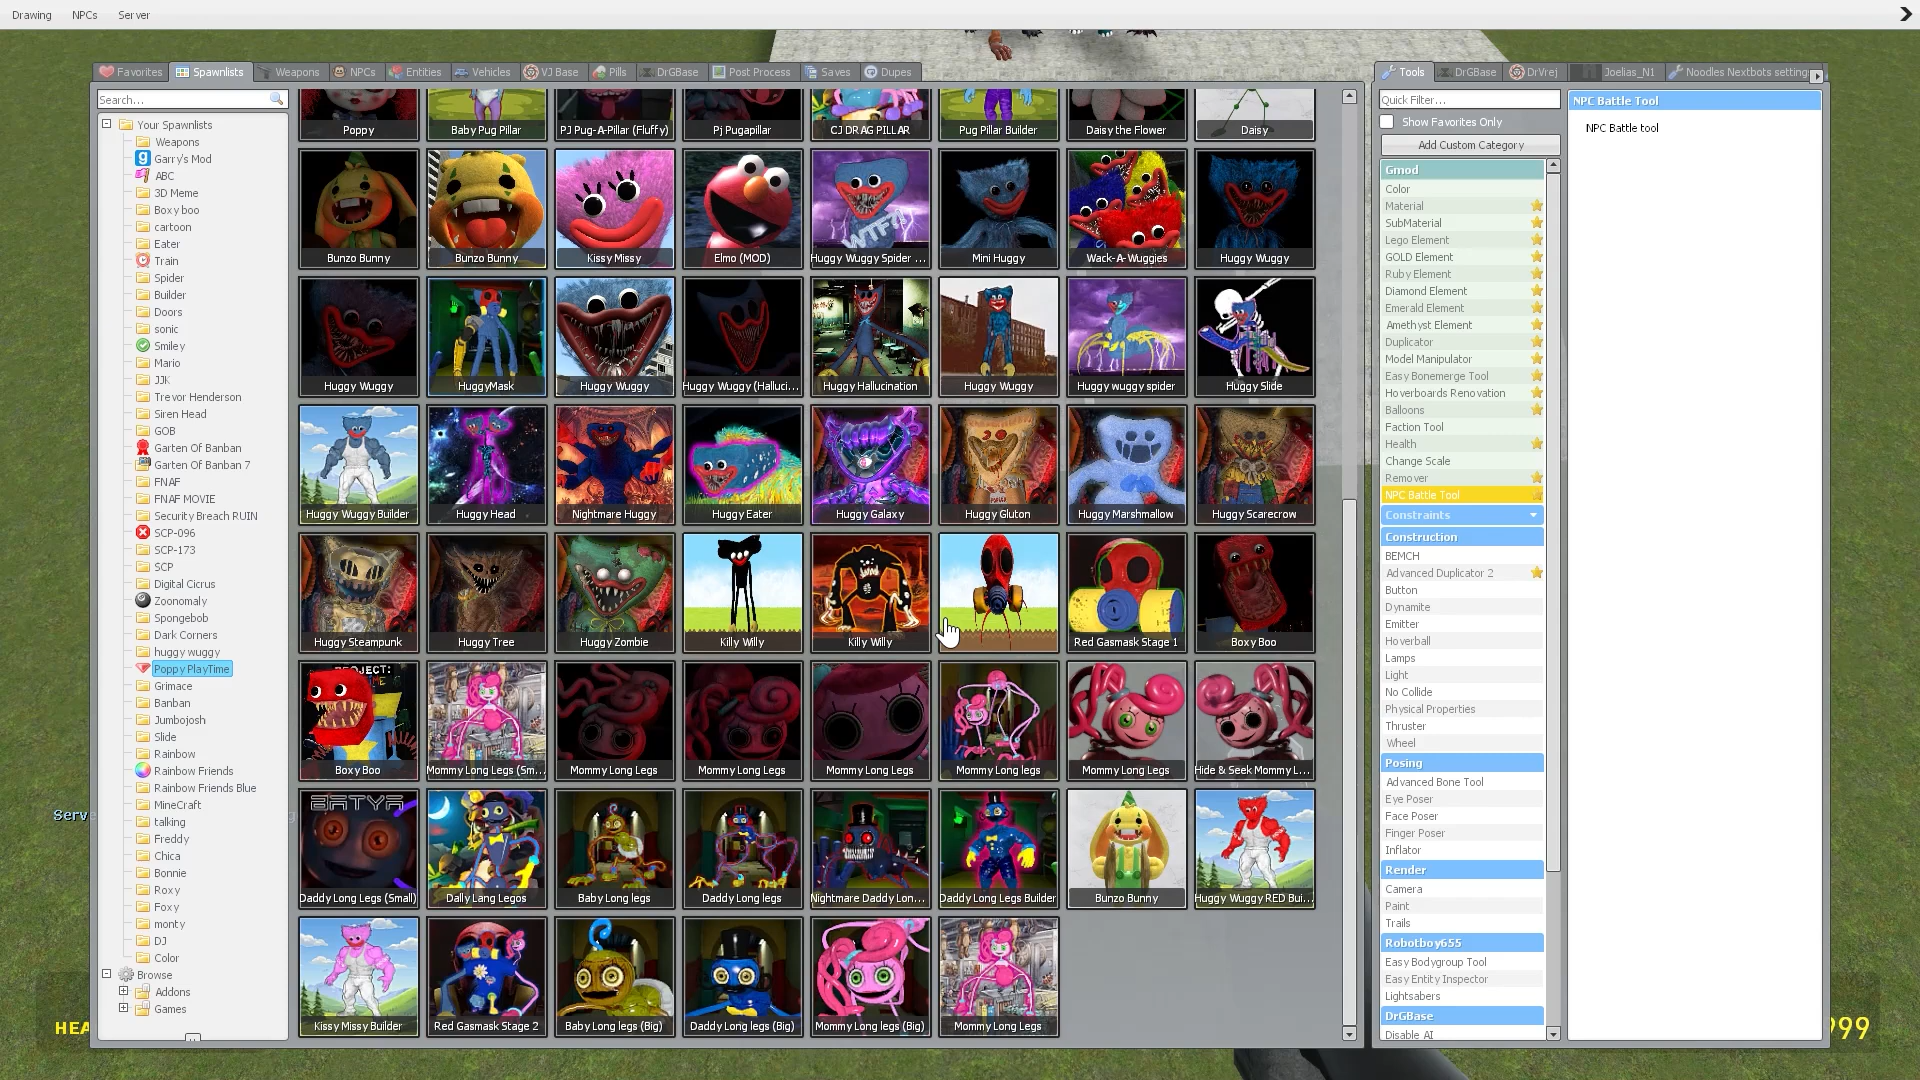 Drawing NPCs Server
Favorites Spawnlists Weapons NPCs Entities Vehicles VJ Base Pills DrGBase Post Process Saves Dupes
Search...
Your Spawnlists
Weapons
Garry's Mod
ABC
3D Meme
Boxy boo
cartoon
Eater
Train
Spider
Builder
Doors
sonic
Smiley
Mario
JJK
Trevor Henderson
Siren Head
GOB
Garten Of Banban
Garten Of Banban 7
FNAF
FNAF MOVIE
Security Breach RUIN
SCP-096
SCP-173
SCP
Digital Cicrus
Zoonomaly
Spongebob
Dark Corners
huggy wuggy
Poppy PlayTime
Grimace
Banban
Jumbojosh
Slide
Rainbow
Rainbow Friends
Rainbow Friends Blue
MineCraft
talking
Freddy
Chica
Bonnie
Roxy
Foxy
monty
DJ
Color
Browse
Addons
Games
Serv
HEA
Poppy Baby Pug Pillar PJ Pug-A-Pillar (Fluffy) Pj Pugapillar CJ DRAG PILLAR Pug Pillar Builder Daisy the Flower Daisy
WTF?!
Bunzo Bunny Bunzo Bunny Kissy Missy Elmo (MOD) Huggy Wuggy Spider ... Mini Huggy Wack-A-Wuggies Huggy Wuggy
Huggy Wuggy HuggyMask Huggy Wuggy Huggy Wuggy (Halluci... Huggy Hallucination Huggy Wuggy Huggy wuggy spider Huggy Slide
Huggy Wuggy Builder Huggy Head Nightmare Huggy Huggy Eater Huggy Galaxy Huggy Gluton Huggy Marshmallow Huggy Scarecrow
Huggy Steampunk Huggy Tree Huggy Zombie Killy Willy Killy Willy Red Gasmask Stage 1 Boxy Boo
PROJECT:
Boxy Boo Mommy Long Legs (Sm... Mommy Long Legs Mommy Long Legs Mommy Long Legs Mommy Long legs Mommy Long Legs Hide & Seek Mommy L...
Daddy Long Legs (Small) Dally Lang Legos Baby Long legs Daddy Long legs Nightmare Daddy Lon... Daddy Long Legs Builder Bunzo Bunny Huggy Wuggy RED Bui...
Kissy Missy Builder Red Gasmask Stage 2 Baby Long legs (Big) Daddy Long legs (Big) Mommy Long legs (Big) Mommy Long Legs
Tools DrGBase DrVrej Joelias_N1 Noodles Nextbots setting
Quick Filter...
Show Favorites Only
Add Custom Category
Gmod
Color
Material
SubMaterial
Lego Element
GOLD Element
Ruby Element
Diamond Element
Emerald Element
Amethyst Element
Duplicator
Model Manipulator
Easy Bonemerge Tool
Hoverboards Renovation
Balloons
Faction Tool
Health
Change Scale
Remover
NPC Battle Tool
Constraints
Construction
BEMCH
Advanced Duplicator 2
Button
Dynamite
Emitter
Hoverball
Lamps
Light
No Collide
Physical Properties
Thruster
Wheel
Posing
Advanced Bone Tool
Eye Poser
Face Poser
Finger Poser
Inflator
Render
Camera
Paint
Trails
Robotboy655
Easy Bodygroup Tool
Easy Entity Inspector
Lightsabers
DrGBase
Disable AI
NPC Battle Tool
NPC Battle tool
999